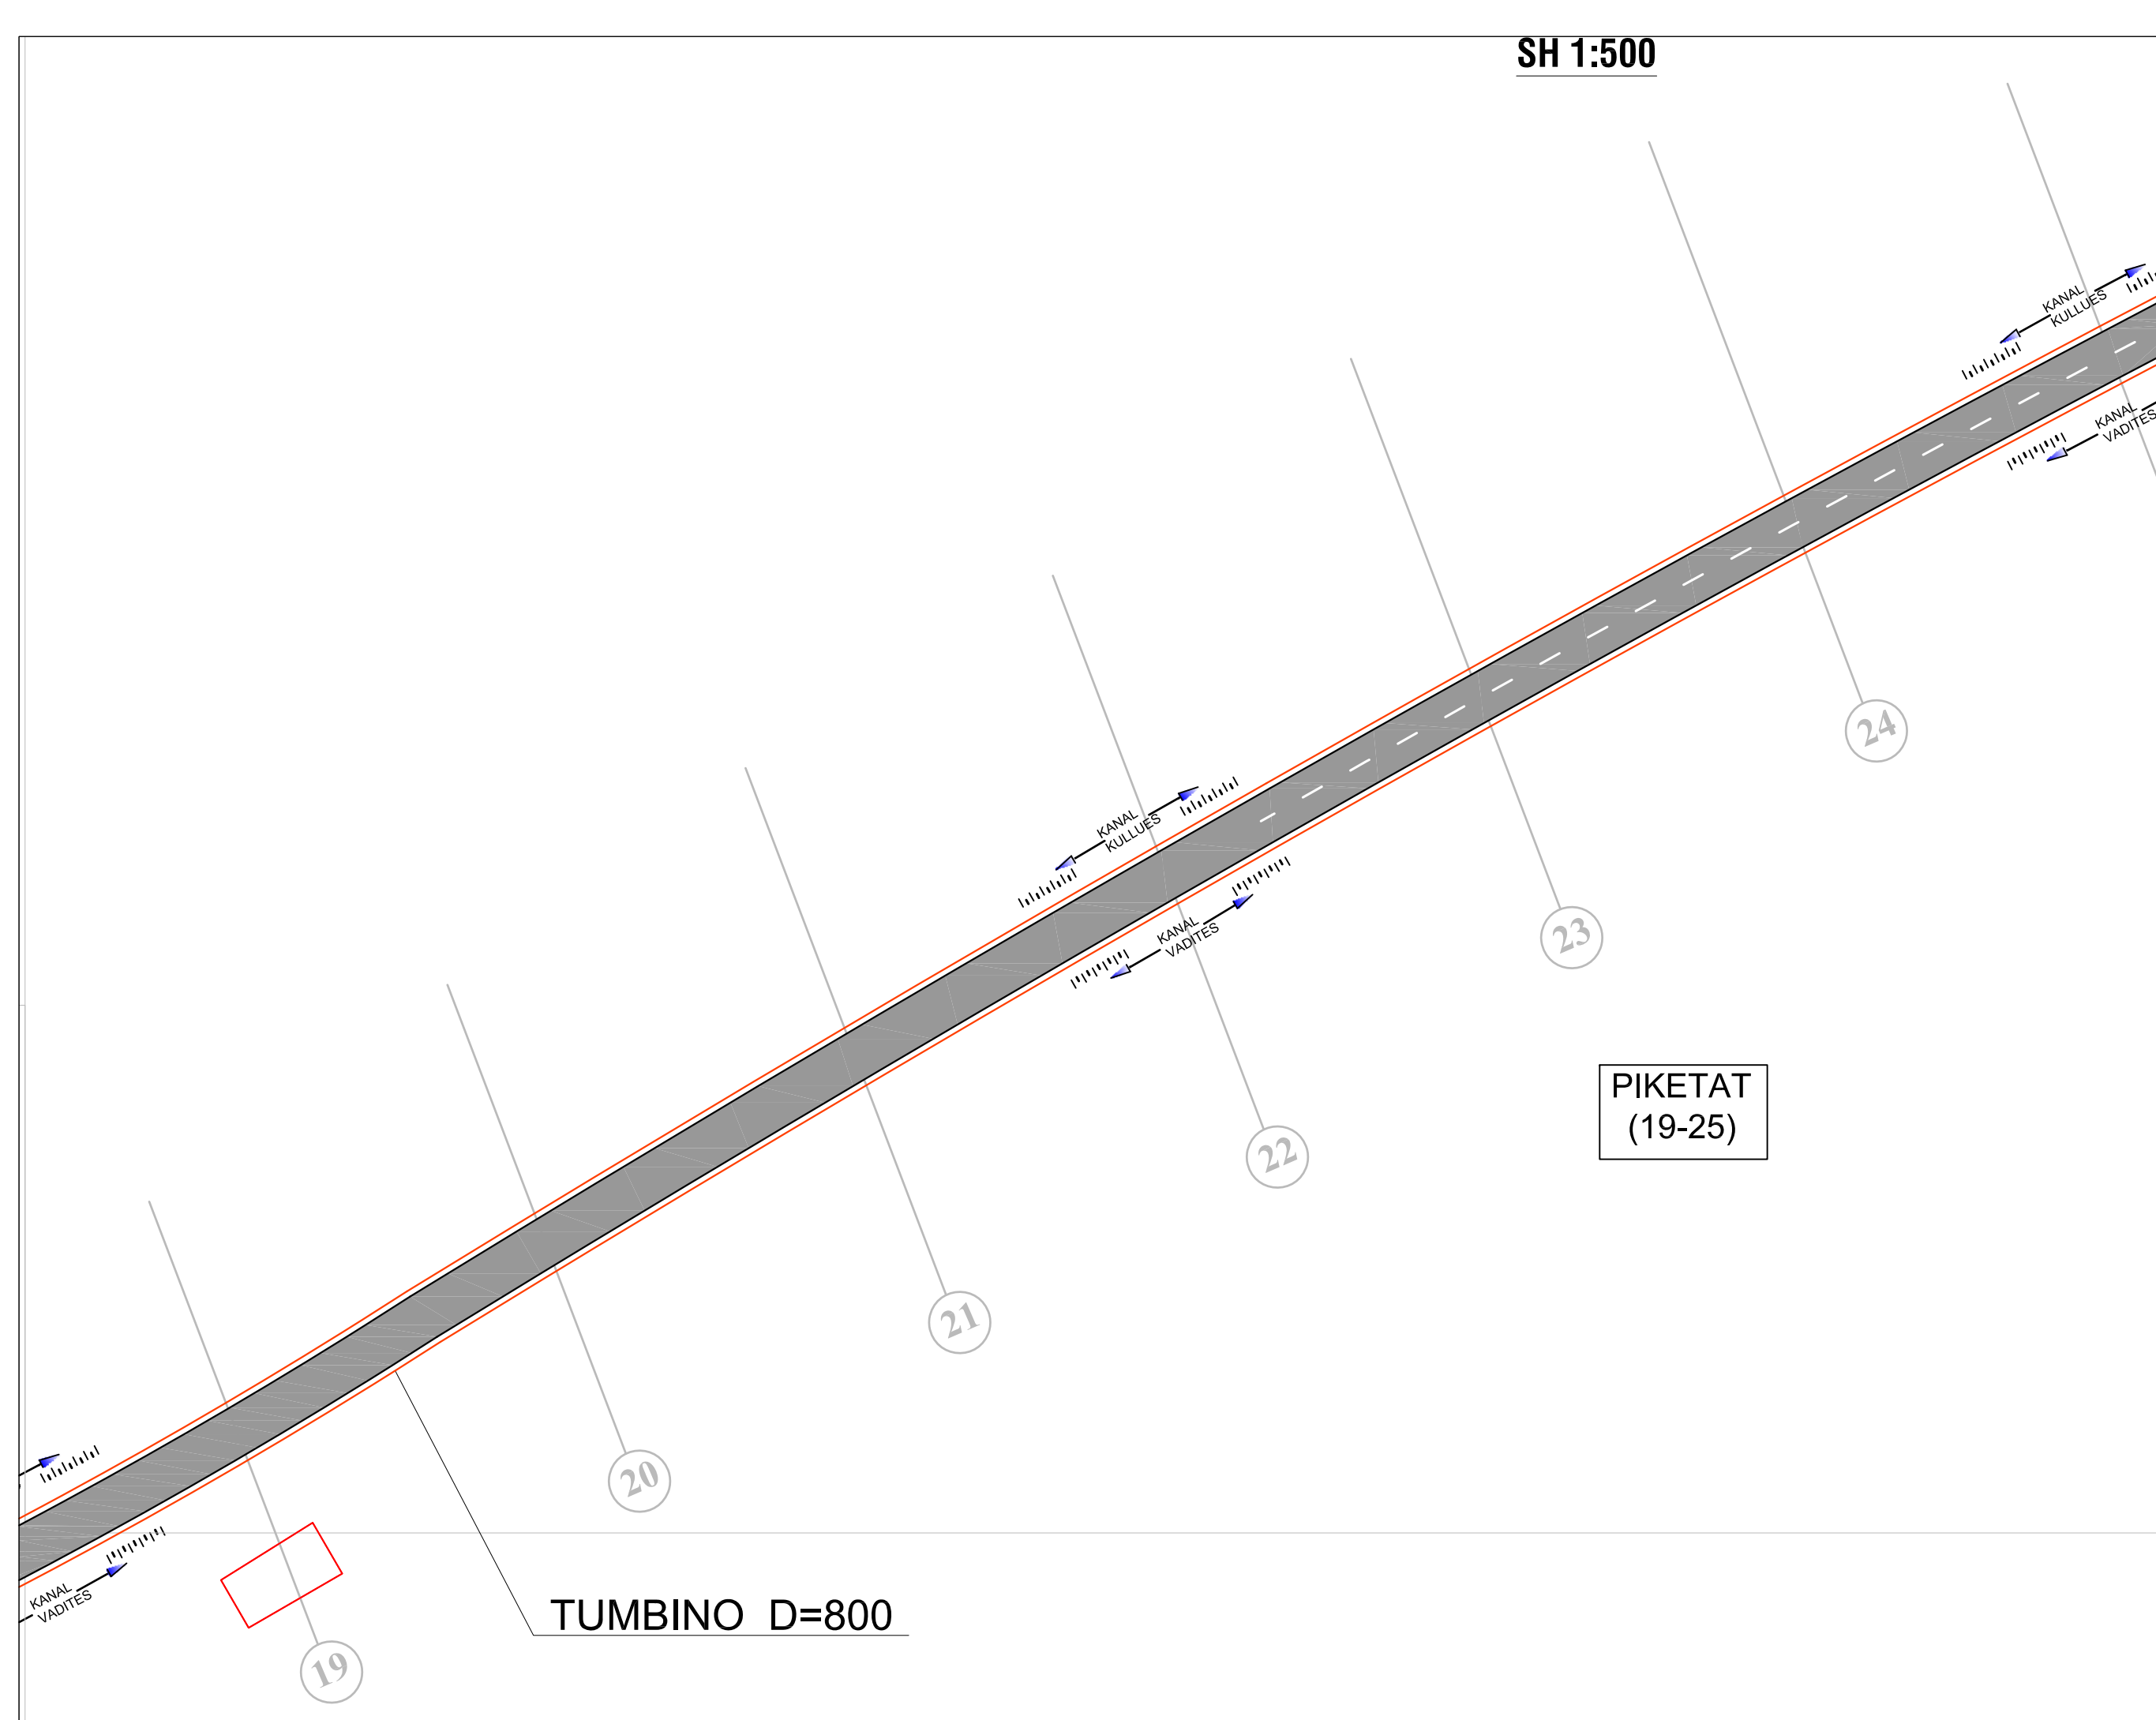 SH 1:500
KANAL
KULLUES
KANAL
VADITES
24
KANAL
KULLUES
23
KANAL
VADITES
PIKETAT
(19-25)
22
21
20
KANAL
VADITES
TUMBINO D=800
19